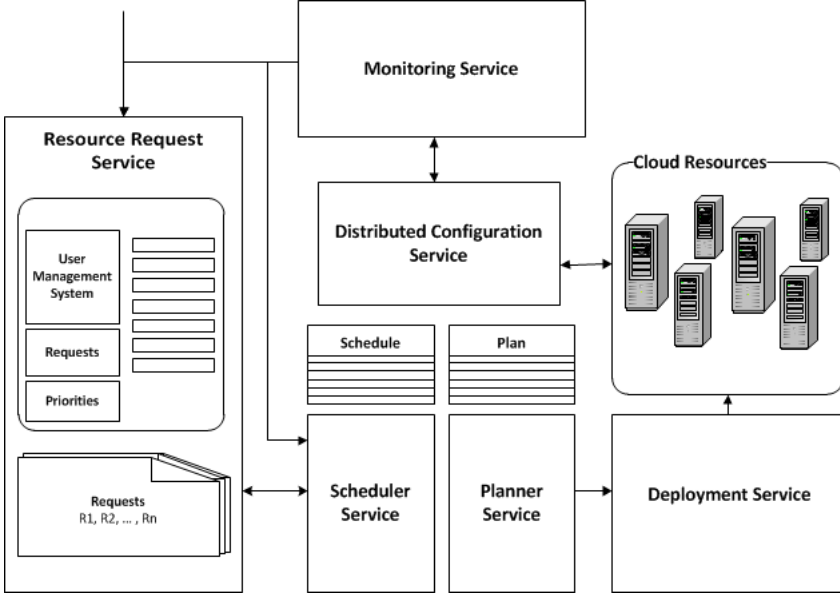 Monitoring Service
Resource Request
Service
Cloud Resources
Distributed Configuration
Service
User
Management
System
Requests
Priorities
Schedule
Plan
Requests
R1, R2, ... , Rn
Scheduler
Service
Planner
Service
Deployment Service